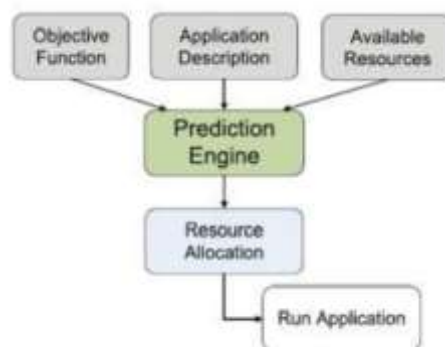 Objective
Function
Application
Description
Available
Resources
Prediction
Engine
Resource
Allocation
Run Application